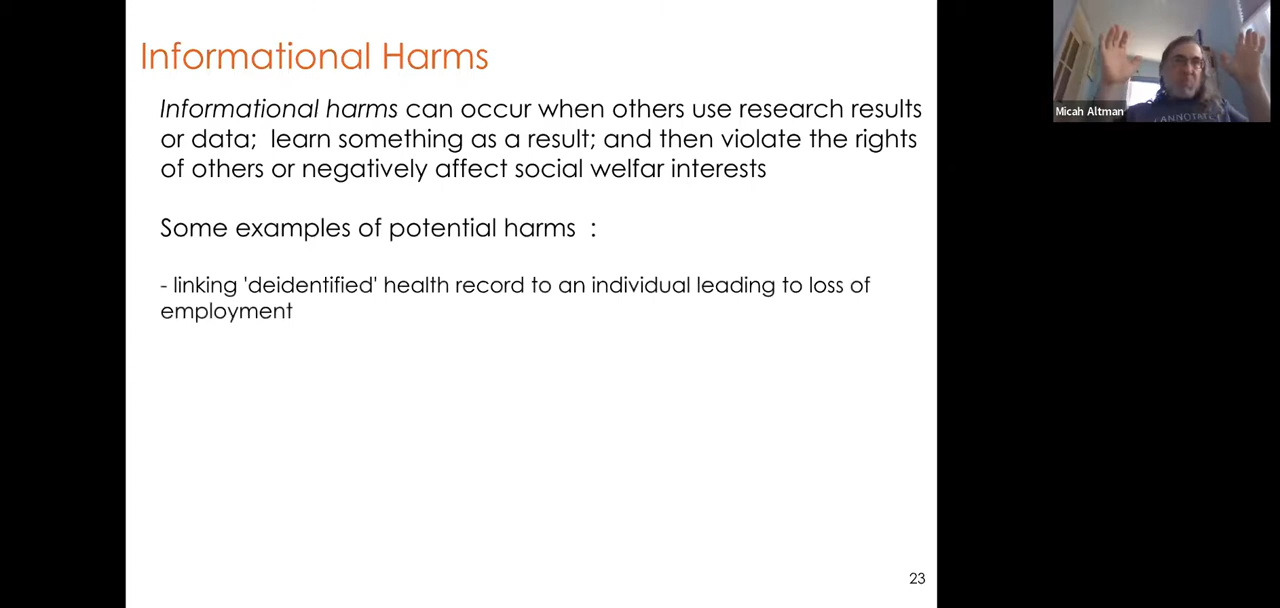 Informational Harms
Informational harms can occur when others use research results
or data; learn something as a result; and then violate the rights
of others or negatively affect social welfar interests
Some examples of potential harms :
- linking 'deidentified' health record to an individual leading to loss of
employment
23
Micah Altman